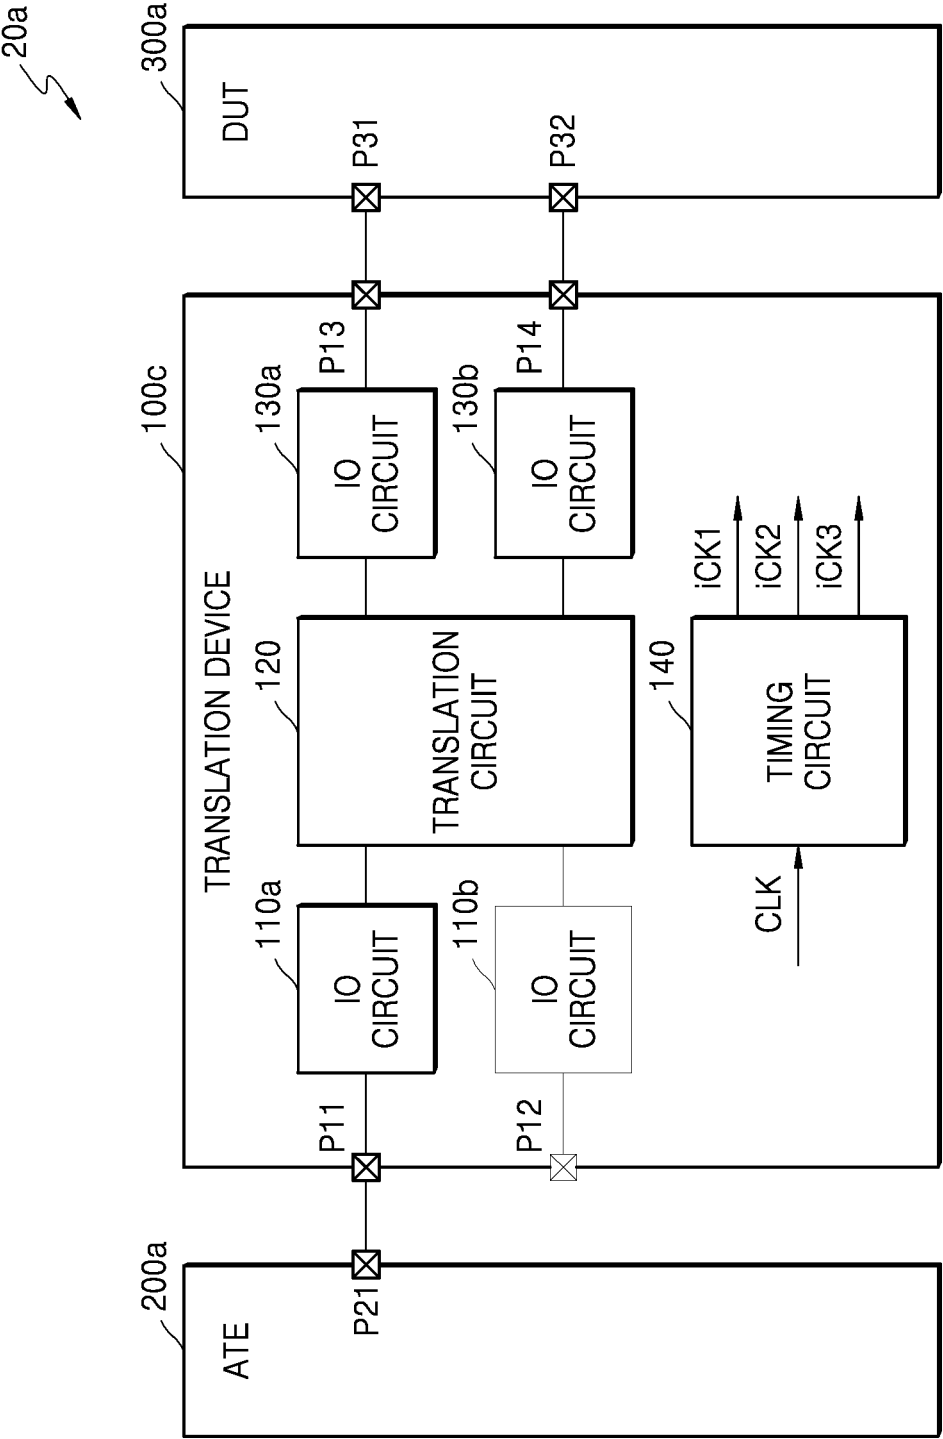 20a
200a
100c
300a
ATE
TRANSLATION DEVICE
DUT
110a
120
130a
P21
P11
IO
CIRCUIT
TRANSLATION
CIRCUIT
IO
CIRCUIT
P13
P31
110b
130b
P12
IO
CIRCUIT
IO
CIRCUIT
P14
P32
140
CLK
TIMING
CIRCUIT
iCK1
iCK2
iCK3